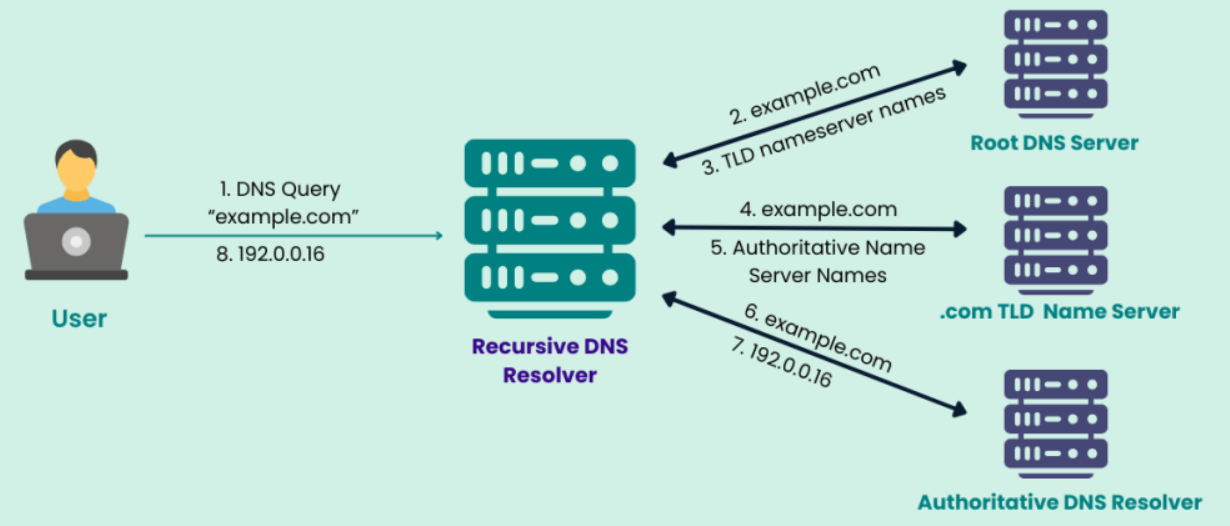 1. DNS Query
“example.com”
8. 192.0.0.16
User
Recursive DNS
Resolver
2. example.com
3. TLD nameserver names
Root DNS Server
4. example.com
5. Authoritative Name
Server Names
.com TLD Name Server
6. example.com
7. 192.0.0.16
Authoritative DNS Resolver